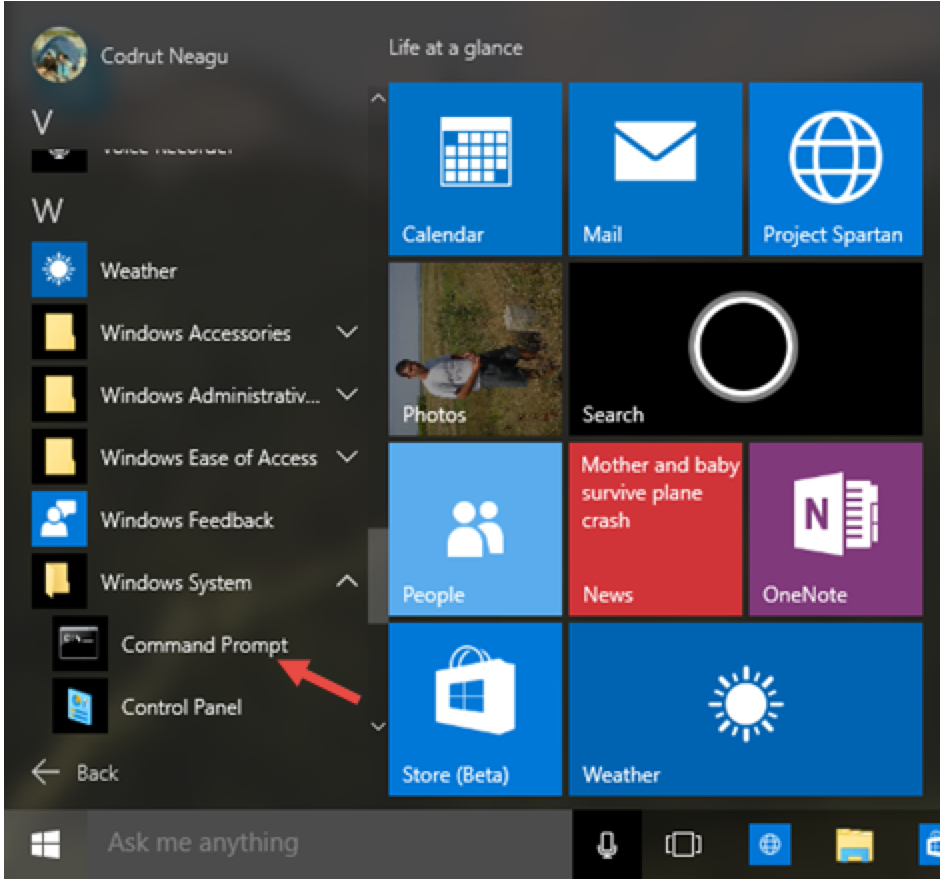 Codrut Neagu
V
Voice Recorder
W
Weather
Windows Accessories
Windows Administrativ...
Windows Ease of Access
Windows Feedback
Windows System
Command Prompt
Control Panel
Back
Life at a glance
Calendar
Mail
Project Spartan
Photos
Search
People
Mother and baby
survive plane
crash
News
N
OneNote
Store (Beta)
Weather
Ask me anything